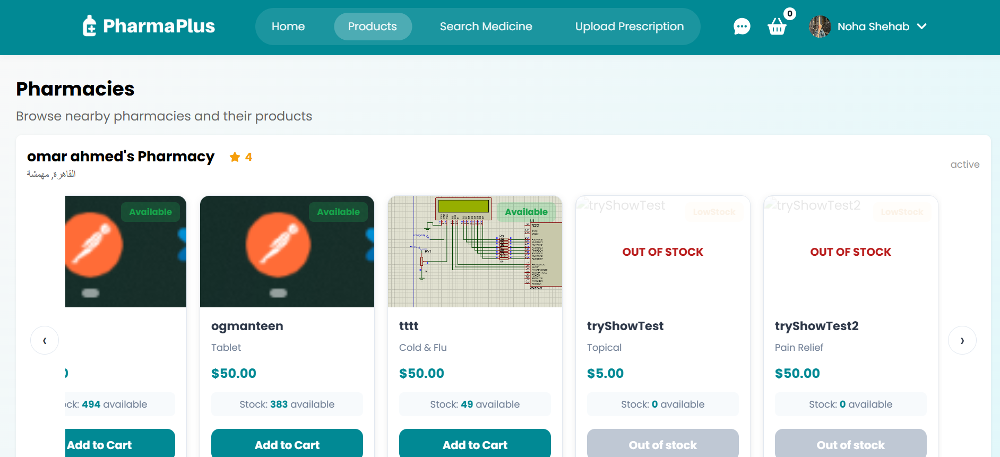 PharmaPlus
Home
Products
Search Medicine
Upload Prescription
0
Noha Shehab
Pharmacies
Browse nearby pharmacies and their products
omar ahmed's Pharmacy
4
القاهرة, مهمشة
active
Available
Available
Available
tryShowTest
LowStock
OUT OF STOCK
tryShowTest2
LowStock
OUT OF STOCK
RV1
U1
ATMEGA32
ogmanteen
tttt
tryShowTest
tryShowTest2
Tablet
Cold & Flu
Topical
Pain Relief
$50.00
$50.00
$5.00
$50.00
ck: 494 available
Stock: 383 available
Stock: 49 available
Stock: 0 available
Stock: 0 available
Add to Cart
Add to Cart
Add to Cart
Out of stock
Out of stock